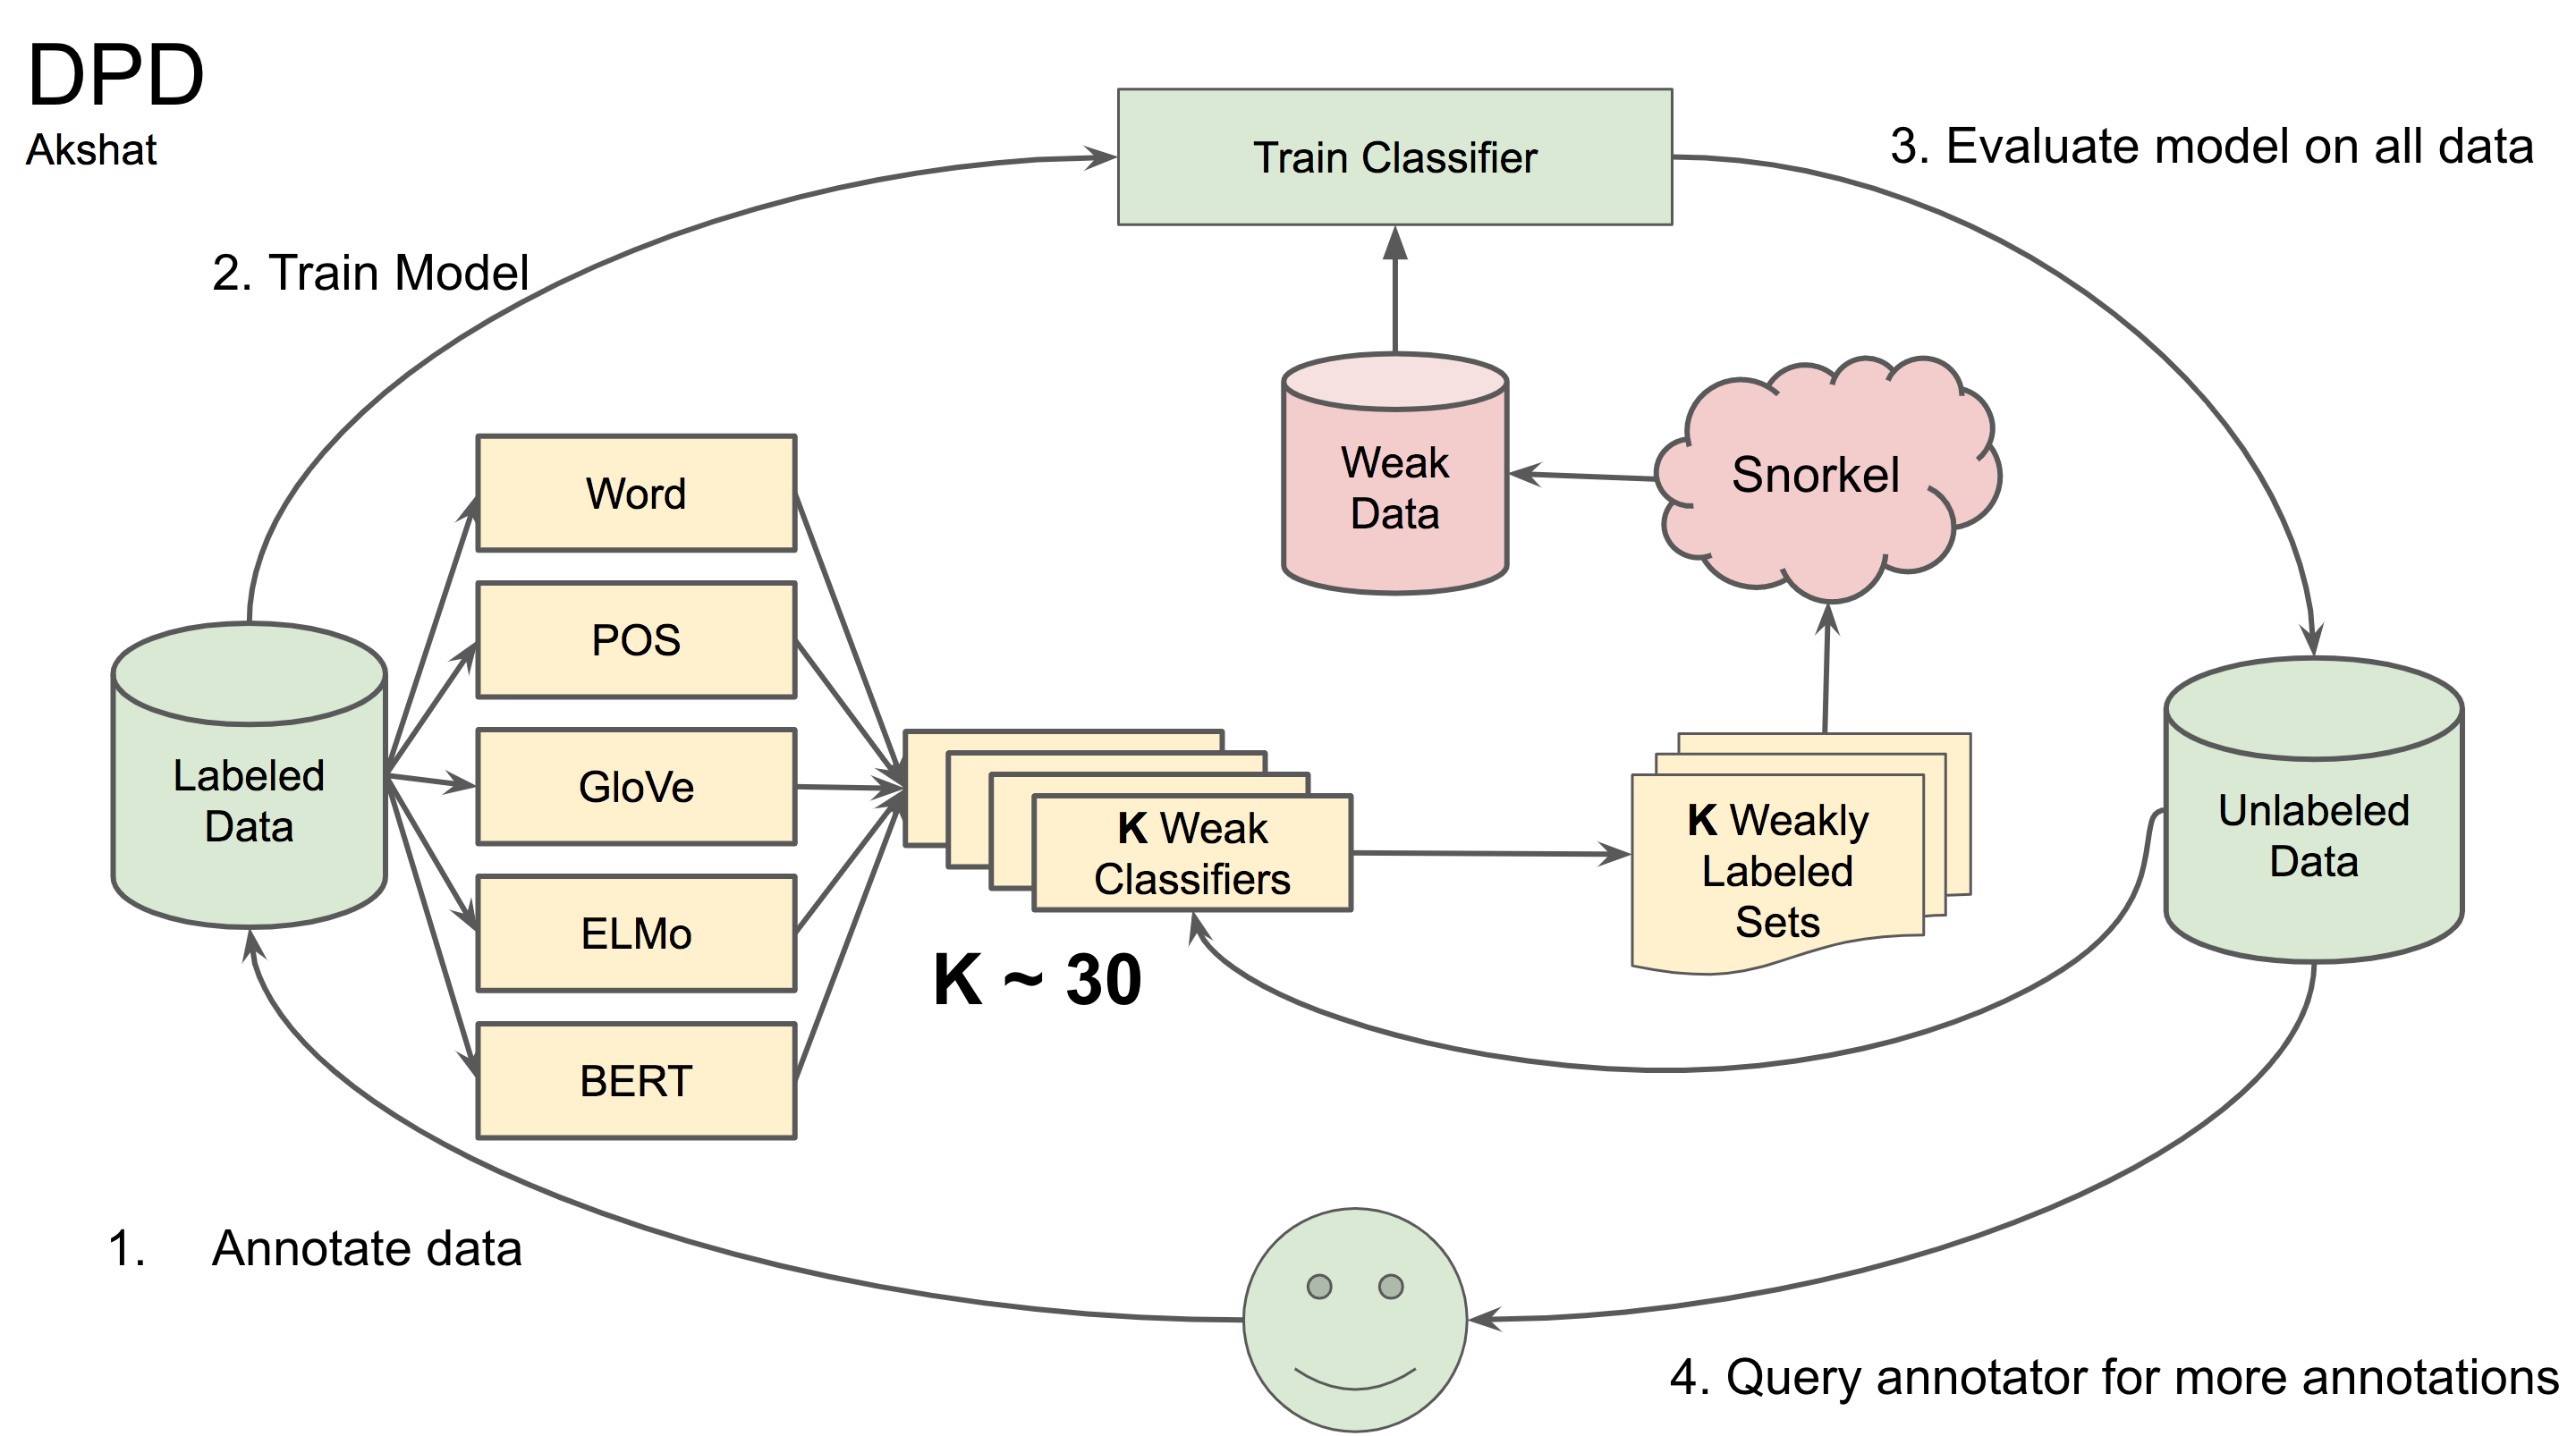 DPD
Akshat
Train Classifier
3. Evaluate model on all data
2. Train Model
Weak
Data
Snorkel
Word
POS
GloVe
ELMo
BERT
Labeled
Data
K Weak
Classifiers
K ~ 30
K Weakly
Labeled
Sets
Unlabeled
Data
1. Annotate data
4. Query annotator for more annotations